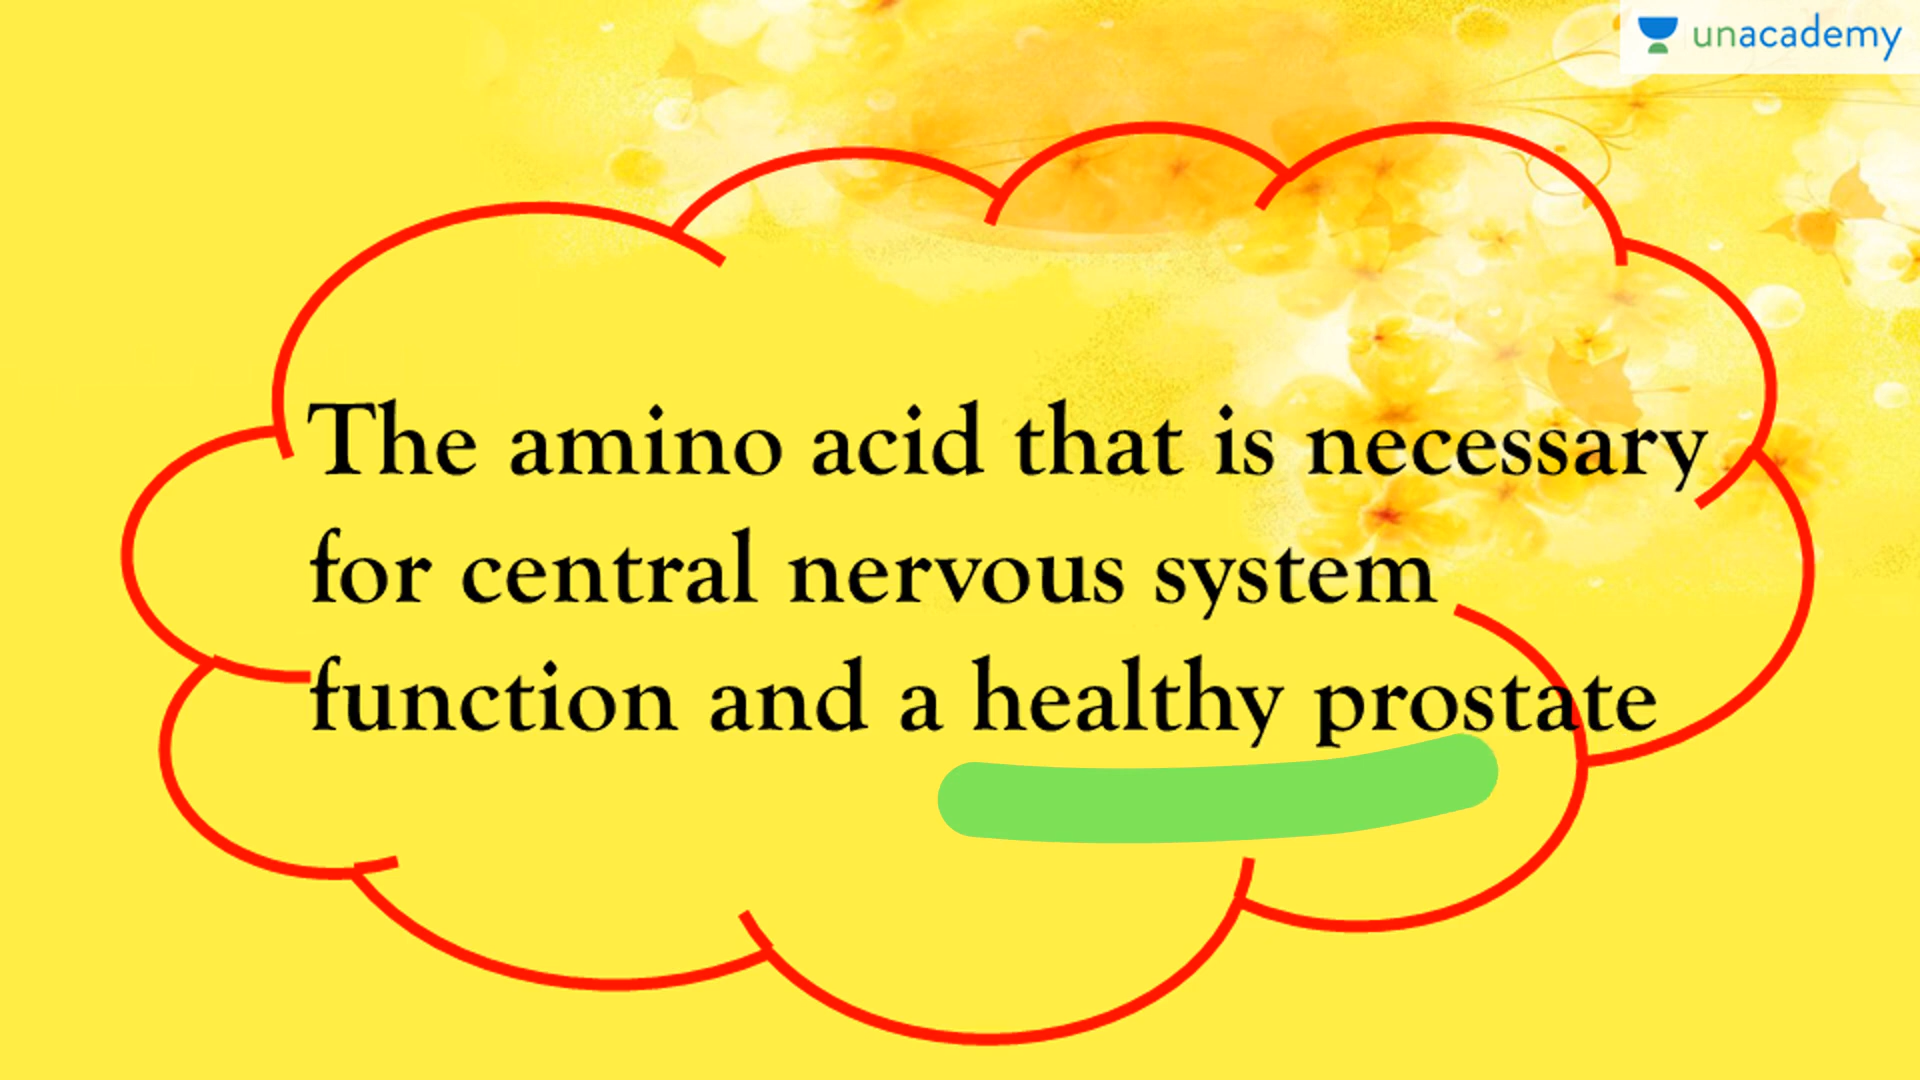 unacademy
The amino acid that is necessary
for central nervous system
function and a healthy prostate